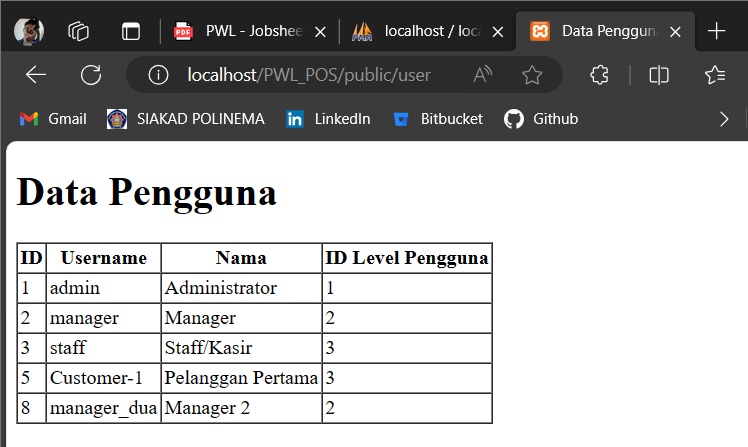 PWL - Jobshee
localhost / loca
Data Pengguna
localhost/PWL_POS/public/user
Gmail
SIAKAD POLINEMA
LinkedIn
Bitbucket
Github
Data Pengguna
ID Username Nama ID Level Pengguna
1 admin Administrator 1
2 manager Manager 2
3 staff Staff/Kasir 3
5 Customer-1 Pelanggan Pertama 3
8 manager_dua Manager 2 2